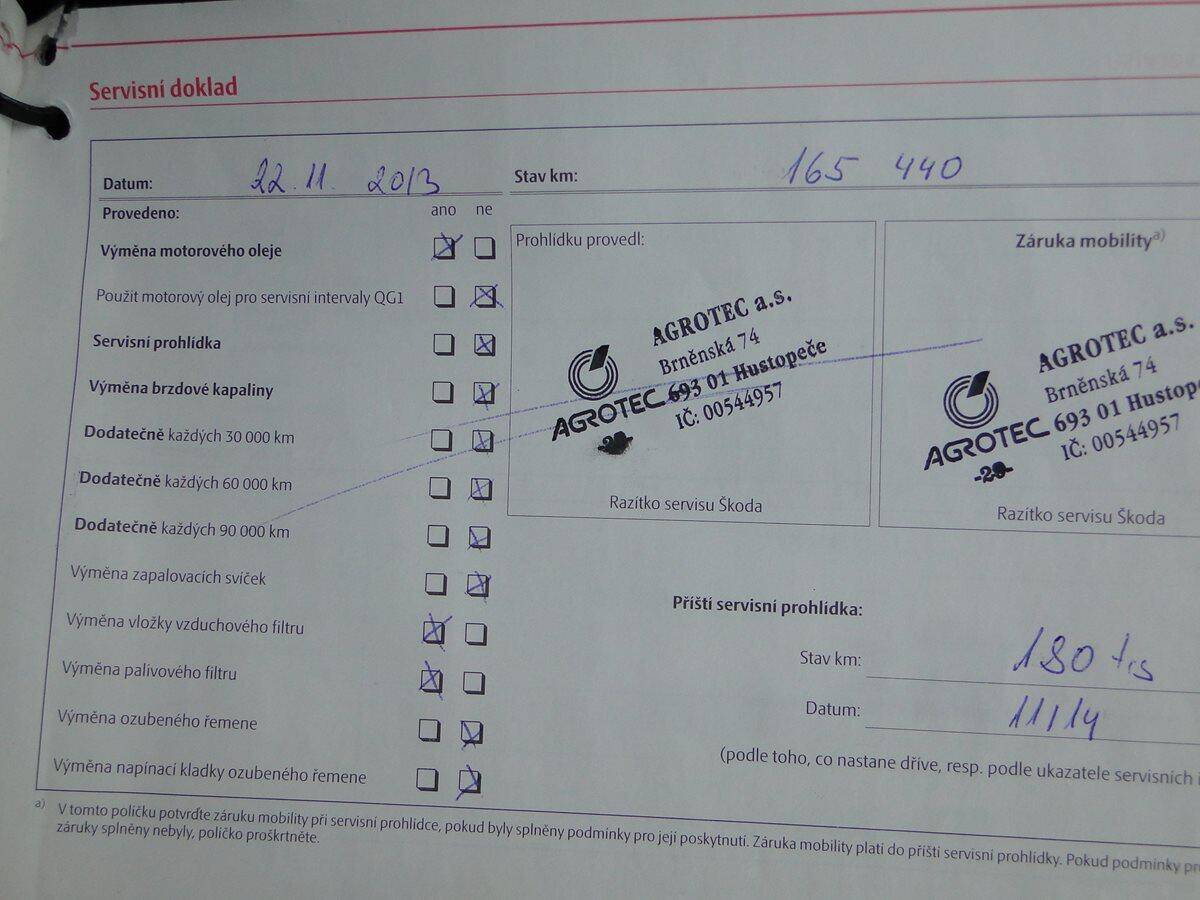 Servisní doklad
Datum: 22. 11. 2013 Stav km: 165 440
Provedeno: ano ne
Výměna motorového oleje
Použit motorový olej pro servisní intervaly QG1
Servisní prohlídka
Výměna brzdové kapaliny
Dodatečně každých 30 000 km
Dodatečně každých 60 000 km
Dodatečně každých 90 000 km
Výměna zapalovacích svíček
Výměna vložky vzduchového filtru
Výměna palivového filtru
Výměna ozubeného řemene
Výměna napínací kladky ozubeného řemene
Prohlídku provedl:
AGROTEC a.s.
Brněnská 74
AGROTEC 693 01 Hustopeče
IČ: 00544957
Razítko servisu Škoda
Záruka mobility a)
AGROTEC a.s.
Brněnská 74
AGROTEC 693 01 Hustope
IČ: 00544957
-29-
Razítko servisu Škoda
Příští servisní prohlídka:
Stav km: 180 tis
Datum: 11/14
(podle toho, co nastane dříve, resp. podle ukazatele servisních i
a) V tomto políčku potvrďte záruku mobility při servisní prohlídce, pokud byly splněny podmínky pro její poskytnutí. Záruka mobility platí do příští servisní prohlídky. Pokud podmínky pr
záruky splněny nebyly, políčko proškrtněte.